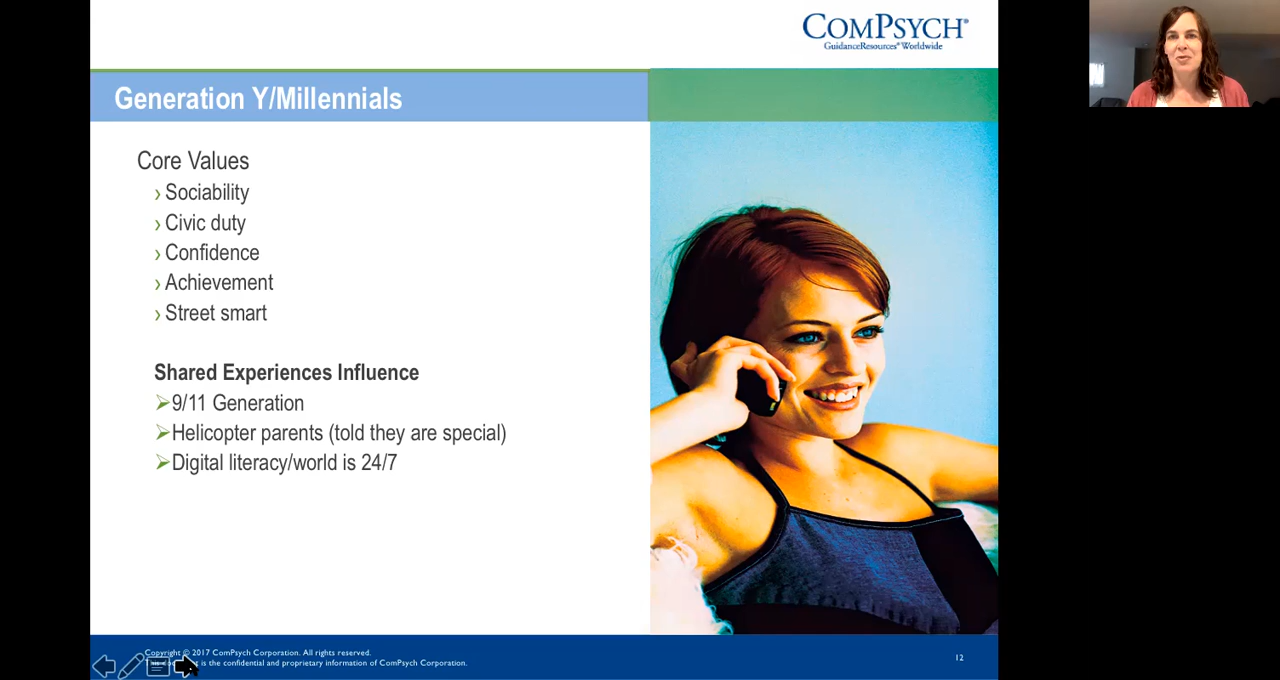 COMPSYCH®
GuidanceResources® Worldwide
Generation Y/Millennials
Core Values
› Sociability
› Civic duty
› Confidence
› Achievement
› Street smart
Shared Experiences Influence
➢9/11 Generation
➢Helicopter parents (told they are special)
➢Digital literacy/world is 24/7
Copyright © 2017 ComPsych Corporation. All rights reserved.
This is the confidential and proprietary information of ComPsych Corporation.
12